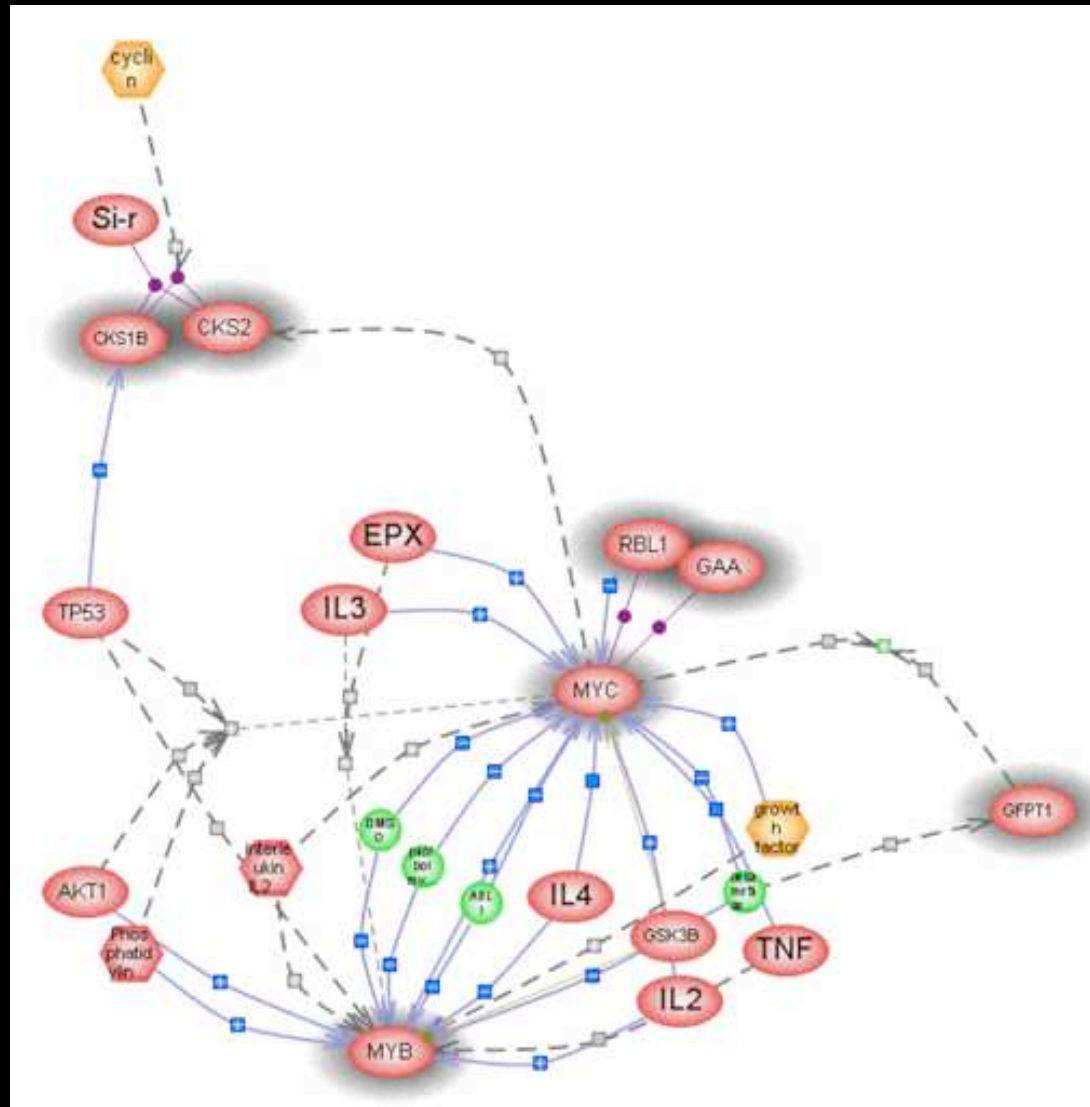 cycli
n
Si-r
CKS1B
CKS2
EPX
RBL1
GAA
IL3
TP53
MYC
GFPT1
growt
h
factor
DMS
O
interle
ukin
IL2...
AKT1
IL4
GSK3B
TNF
Phos
phatid
ylin...
IL2
MYB